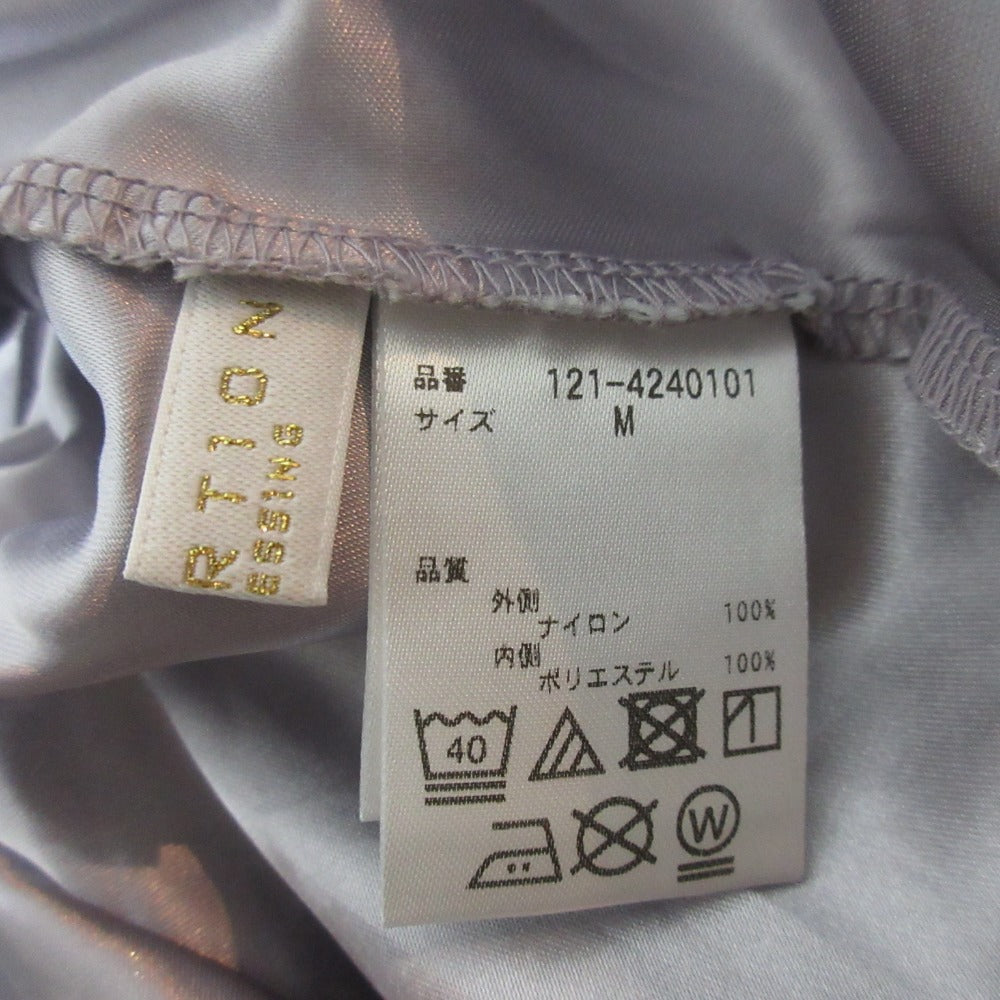 RTION
ESSING
品番 121-4240101
サイズ M
品質
外側
ナイロン 100%
内側
ポリエステル 100%
40
W